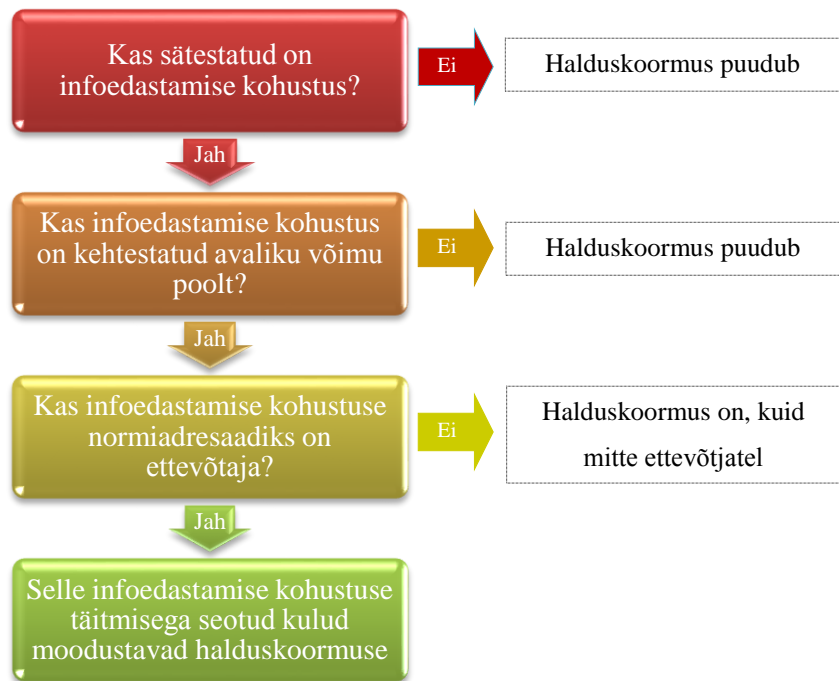 Kas sätestatud on
infoedastamise kohustus?
Ei
Halduskoormus puudub
Jah
Kas infoedastamise kohustus
on kehtestatud avaliku võimu
poolt?
Ei
Halduskoormus puudub
Jah
Kas infoedastamise kohustuse
normiadresaadiks on
ettevõtaja?
Ei
Halduskoormus on, kuid
mitte ettevõtjatel
Jah
Selle infoedastamise kohustuse
täitmisega seotud kulud
moodustavad halduskoormuse